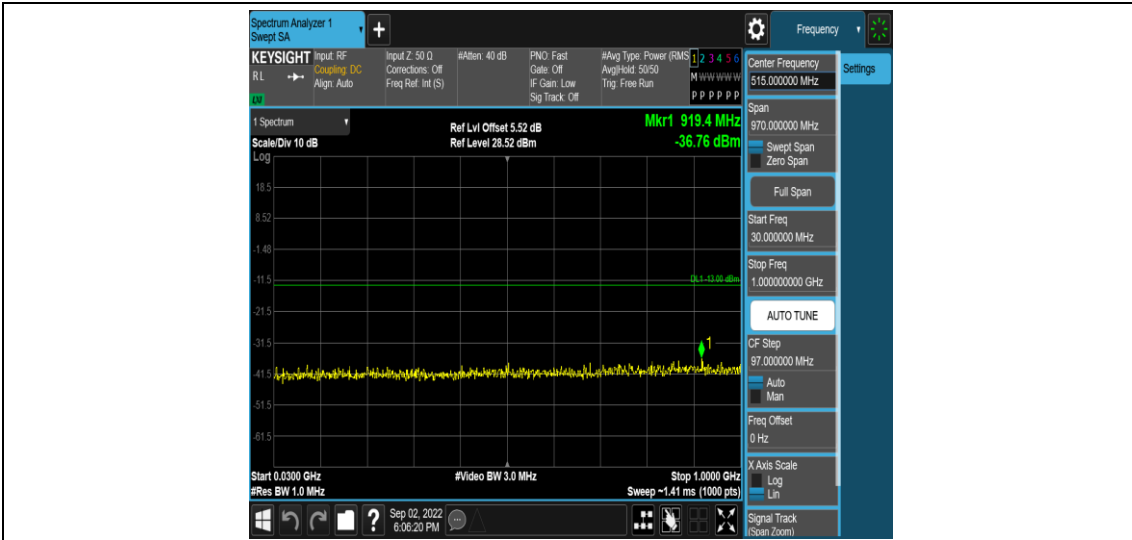 Spectrum Analyzer 1
Swept SA
Frequency
KEYSIGHT
RL
LXI
Input: RF
Coupling: DC
Align: Auto
Input Z: 50 Ω
Corrections: Off
Freq Ref: Int (S)
#Atten: 40 dB
PNO: Fast
Gate: Off
IF Gain: Low
Sig Track: Off
#Avg Type: Power (RMS
Avg|Hold: 50/50
Trig: Free Run
1 2 3 4 5 6
M W W W W W
P P P P P P
1 Spectrum
Scale/Div 10 dB
Ref Lvl Offset 5.52 dB
Ref Level 28.52 dBm
Mkr1 919.4 MHz
-36.76 dBm
Log
18.5
8.52
-1.48
-11.5
DL1 -13.00 dBm
-21.5
-31.5
1
-41.5
-51.5
-61.5
Start 0.0300 GHz
#Res BW 1.0 MHz
#Video BW 3.0 MHz
Stop 1.0000 GHz
Sweep ~1.41 ms (1000 pts)
Sep 02, 2022
6:06:20 PM
Center Frequency
515.000000 MHz
Settings
Span
970.000000 MHz
Swept Span
Zero Span
Full Span
Start Freq
30.000000 MHz
Stop Freq
1.000000000 GHz
AUTO TUNE
CF Step
97.000000 MHz
Auto
Man
Freq Offset
0 Hz
X Axis Scale
Log
Lin
Signal Track
(Span Zoom)